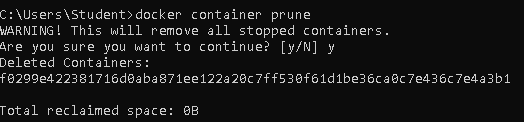 C:\Users\Student>docker container prune
WARNING! This will remove all stopped containers.
Are you sure you want to continue? [y/N] y
Deleted Containers:
f0299e422381716d0aba871ee122a20c7ff530f61d1be36ca0c7e436c7e4a3b1

Total reclaimed space: 0B